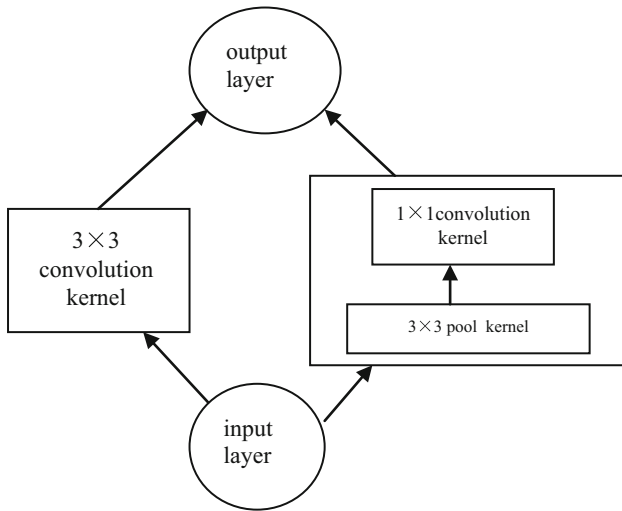 output
layer
3×3
convolution
kernel
1×1convolution
kernel
3×3 pool kernel
input
layer